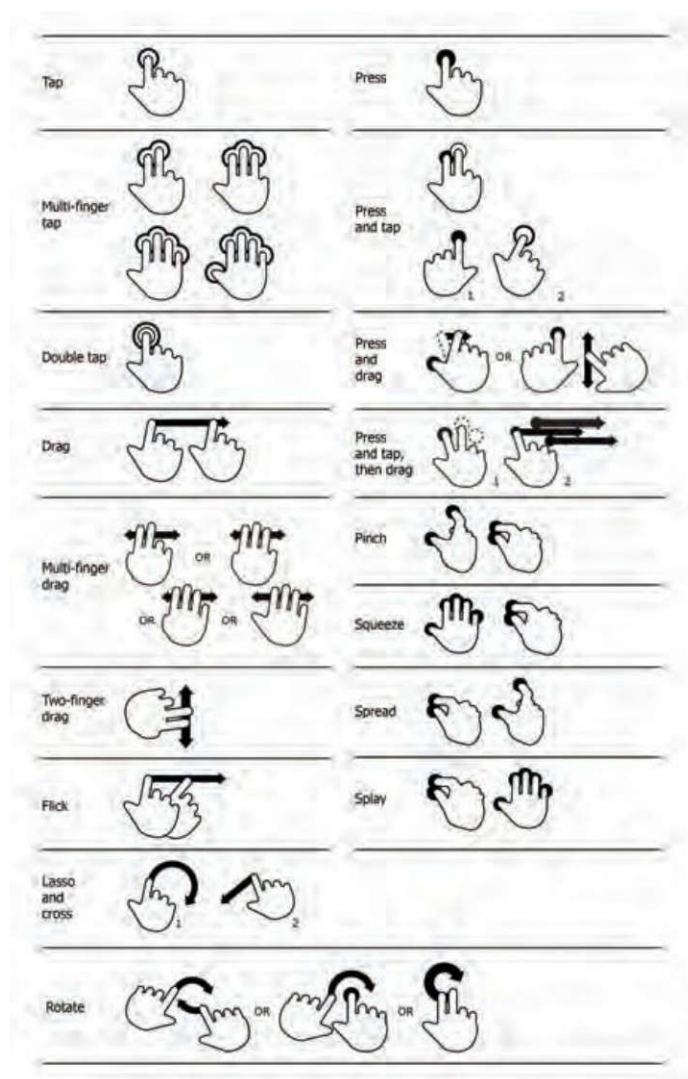 Tap
Press
Multi-finger
tap
Press
and tap
1
2
Double tap
Press
and
drag
OR
Drag
Press
and tap,
then drag
1
2
Multi-finger
drag
OR
OR
OR
Pinch
Squeeze
Two-finger
drag
Spread
Flick
Splay
Lasso
and
cross
1
2
Rotate
OR
OR